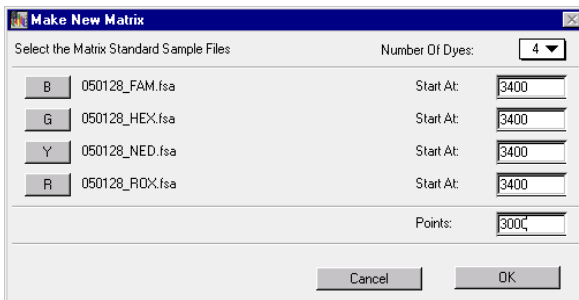 Make New Matrix
Select the Matrix Standard Sample Files Number Of Dyes: 4
B 050128_FAM.fsa Start At: 3400
G 050128_HEX.fsa Start At: 3400
Y 050128_NED.fsa Start At: 3400
R 050128_ROX.fsa Start At: 3400
Points: 3000
Cancel OK